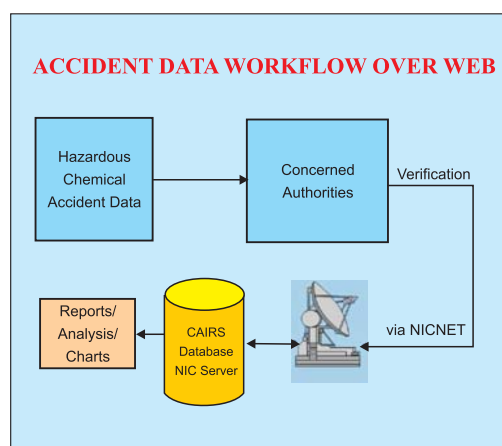 ACCIDENT DATA WORKFLOW OVER WEB
Hazardous
Chemical
Accident Data
Concerned
Authorities
Verification
via NICNET
CAIRS
Database
NIC Server
Reports/
Analysis/
Charts